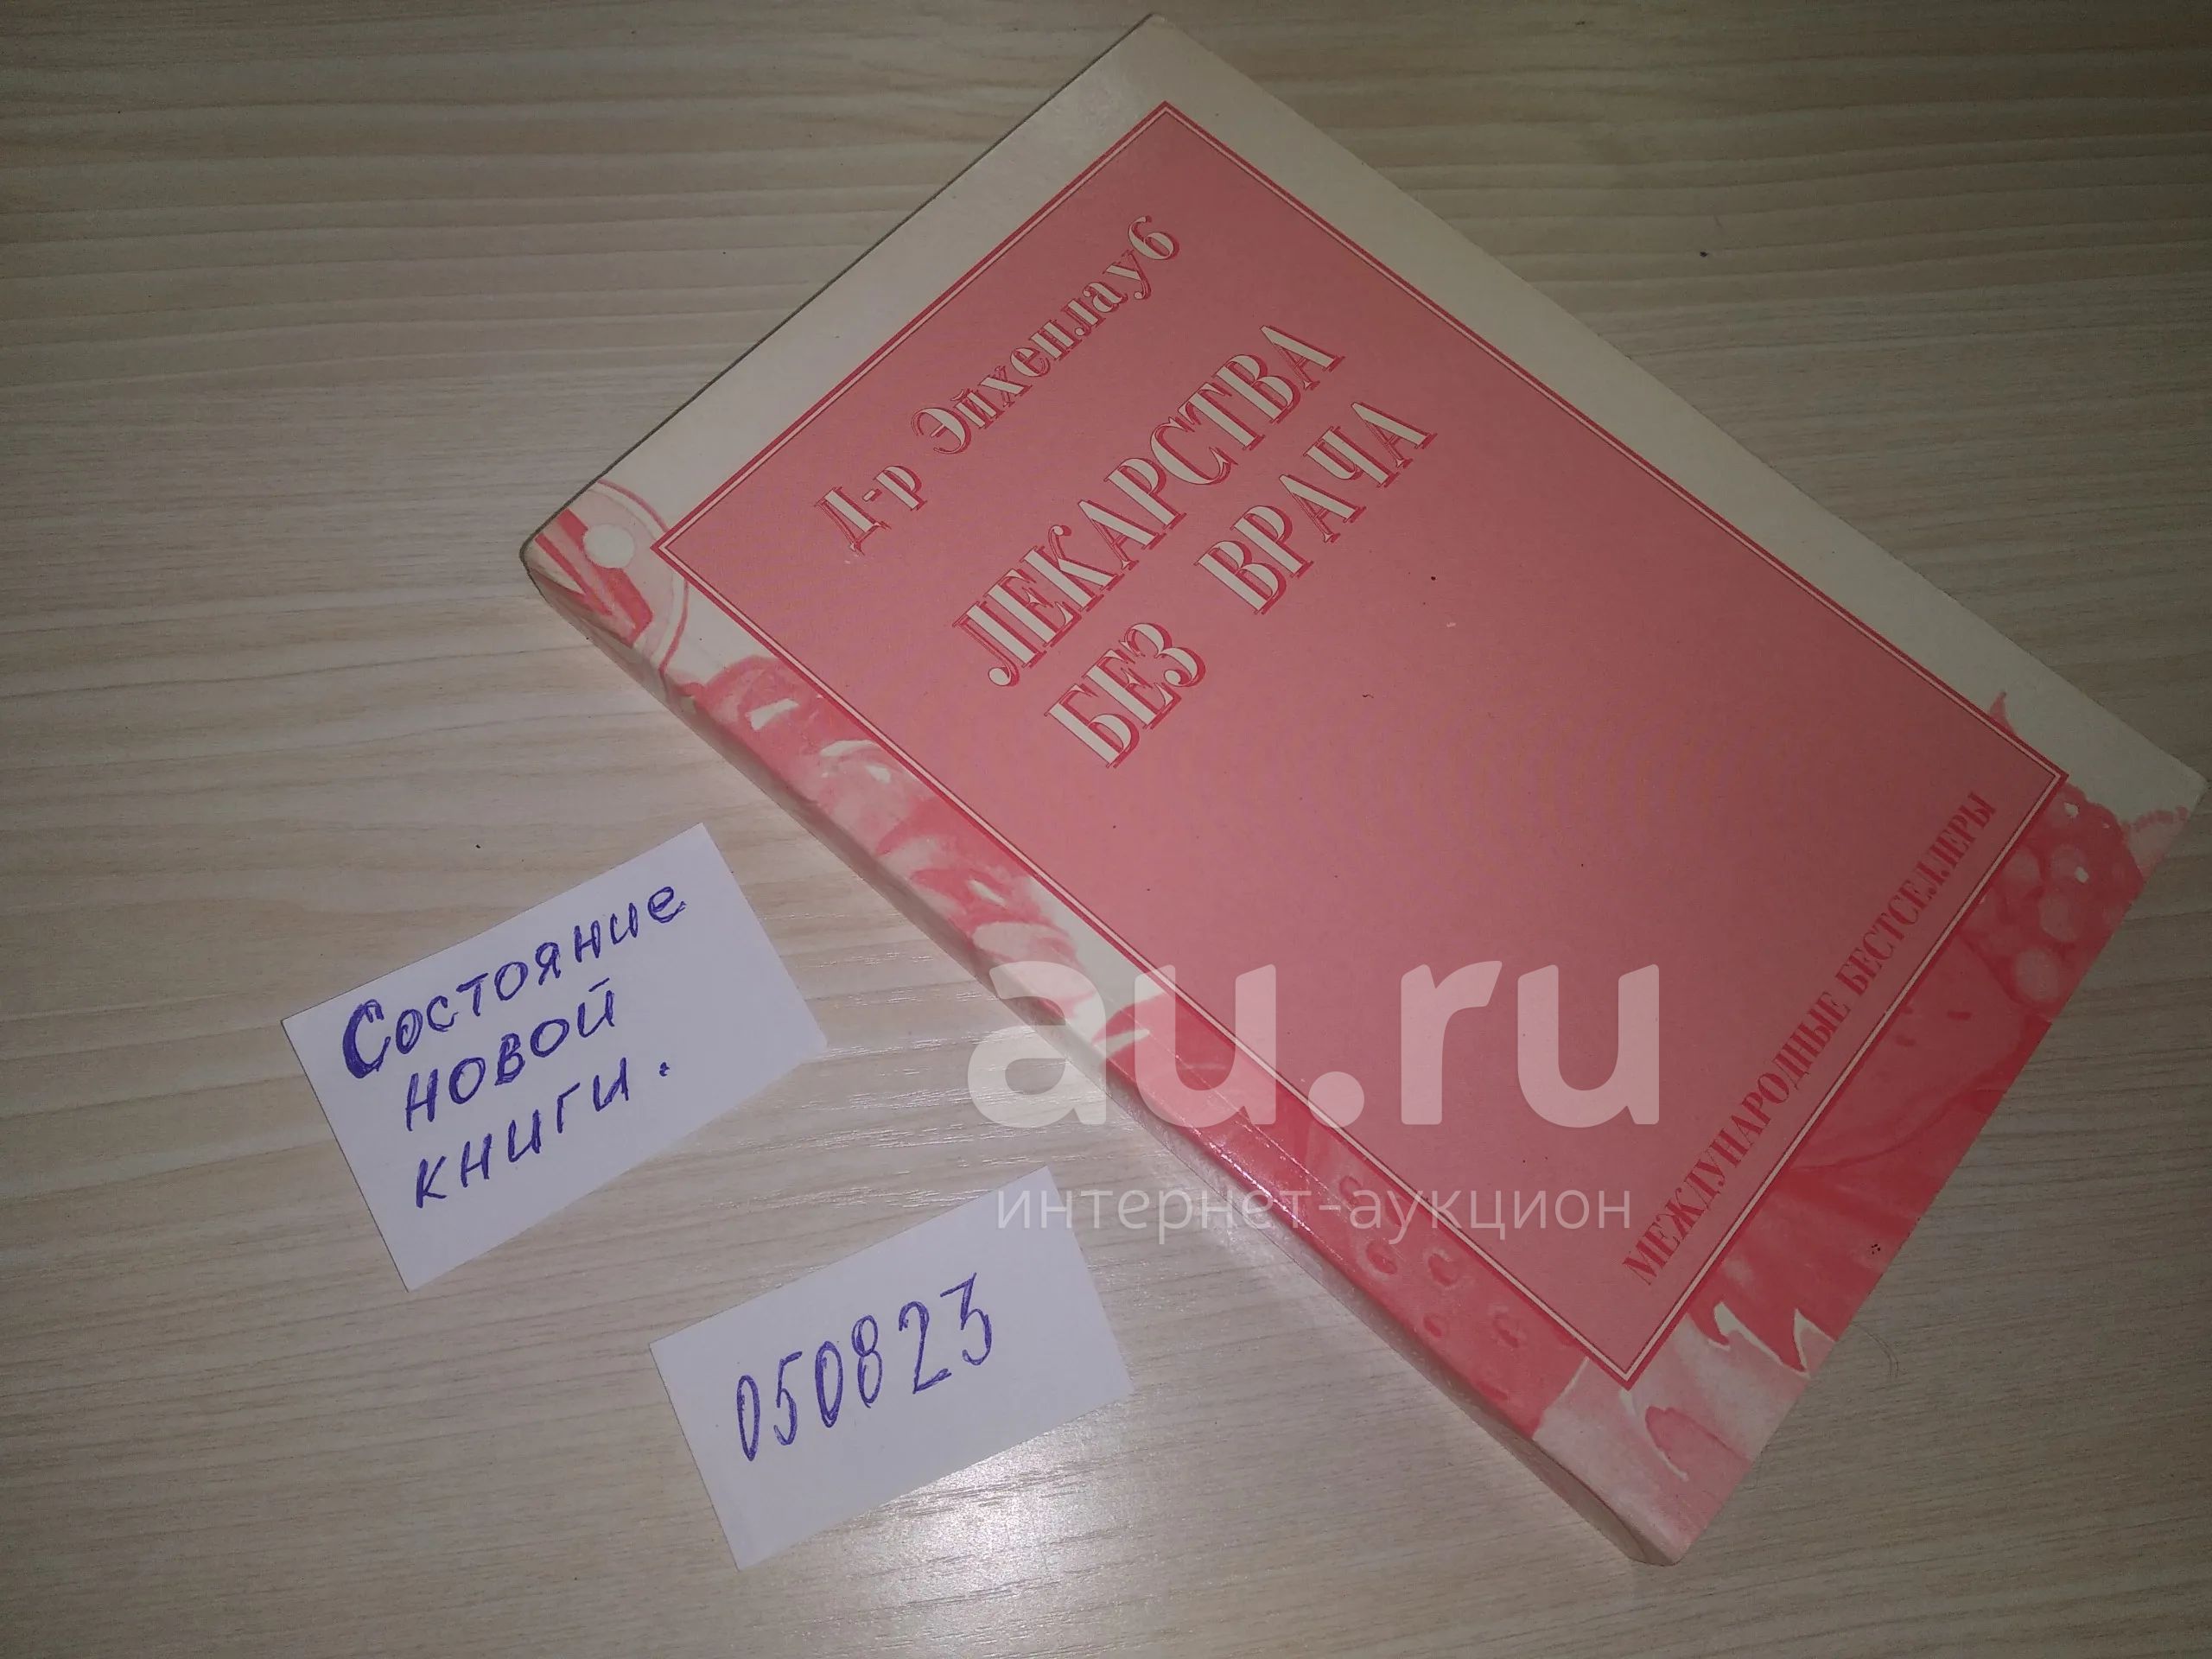 Д-р Эйхенлауб
ЛЕКАРСТВА
БЕЗ ВРАЧА
МЕЖДУНАРОДНЫЕ БЕСТСЕЛЛЕРЫ
Состояние
новой
книги.
050823
au.ru
интернет-аукцион